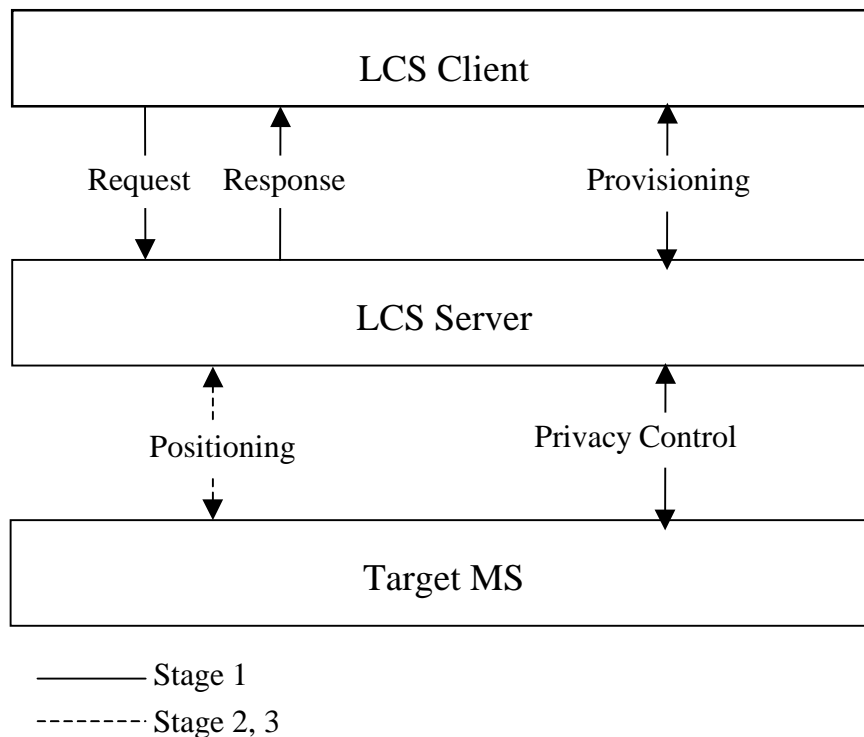 LCS Client
Request
Response
Provisioning
LCS Server
Positioning
Privacy Control
Target MS
Stage 1
Stage 2, 3